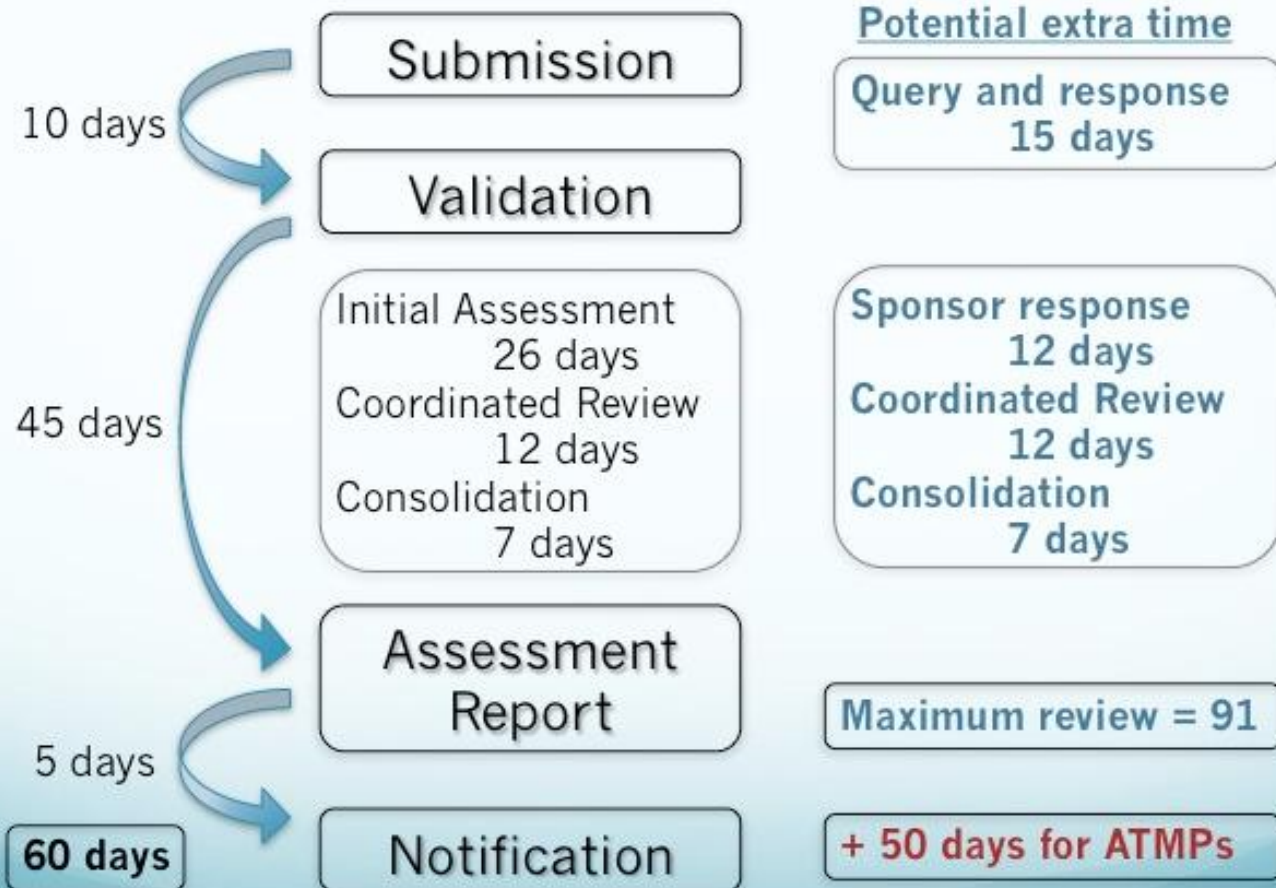 Submission
10 days
Validation
Initial Assessment
26 days
Coordinated Review
12 days
Consolidation
7 days
45 days
Assessment
Report
5 days
60 days
Notification
Potential extra time
Query and response
15 days
Sponsor response
12 days
Coordinated Review
12 days
Consolidation
7 days
Maximum review = 91
+ 50 days for ATMPs